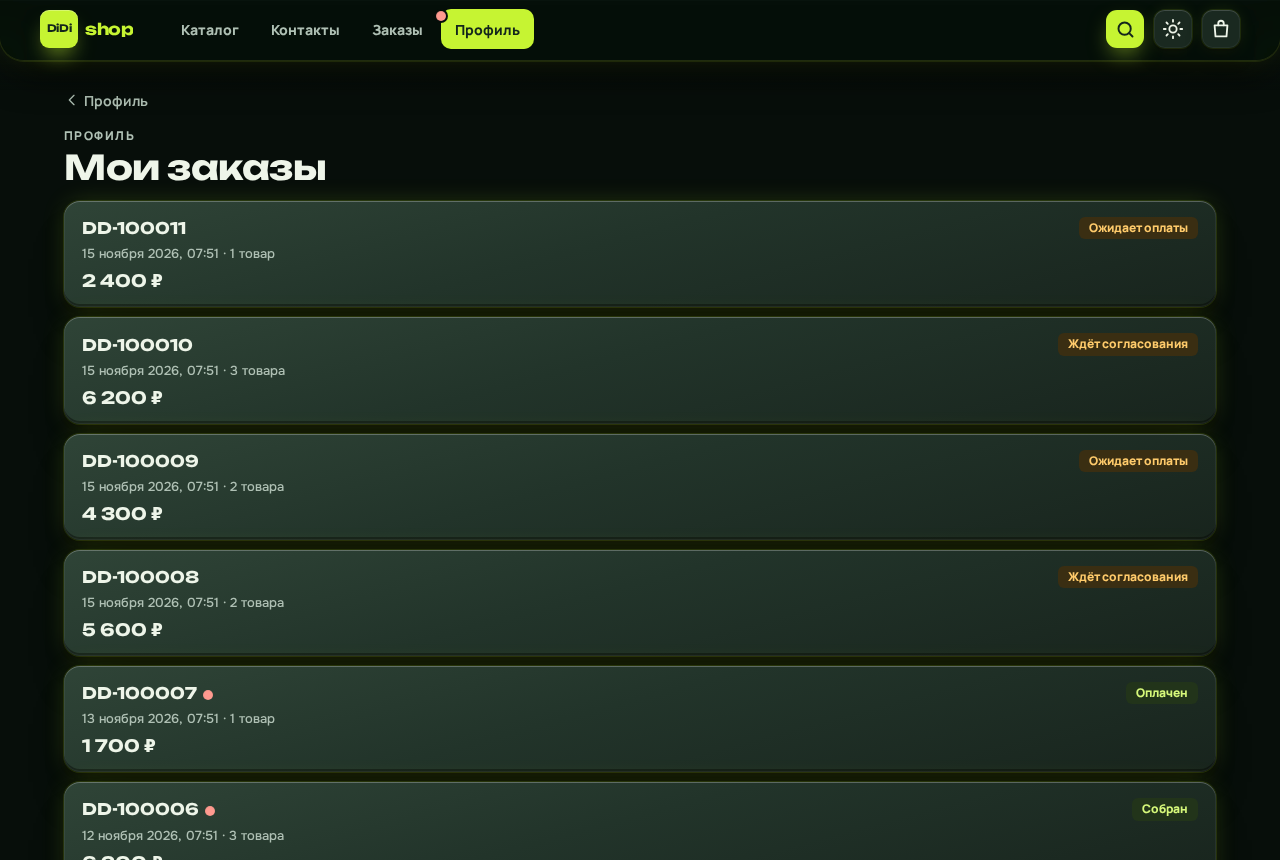 DiDi shop Каталог Контакты Заказы Профиль
Профиль
ПРОФИЛЬ
Мои заказы
DD-100011 Ожидает оплаты
15 ноября 2026, 07:51 · 1 товар
2 400 ₽
DD-100010 Ждёт согласования
15 ноября 2026, 07:51 · 3 товара
6 200 ₽
DD-100009 Ожидает оплаты
15 ноября 2026, 07:51 · 2 товара
4 300 ₽
DD-100008 Ждёт согласования
15 ноября 2026, 07:51 · 2 товара
5 600 ₽
DD-100007 Оплачен
13 ноября 2026, 07:51 · 1 товар
1 700 ₽
DD-100006 Собран
12 ноября 2026, 07:51 · 3 товара